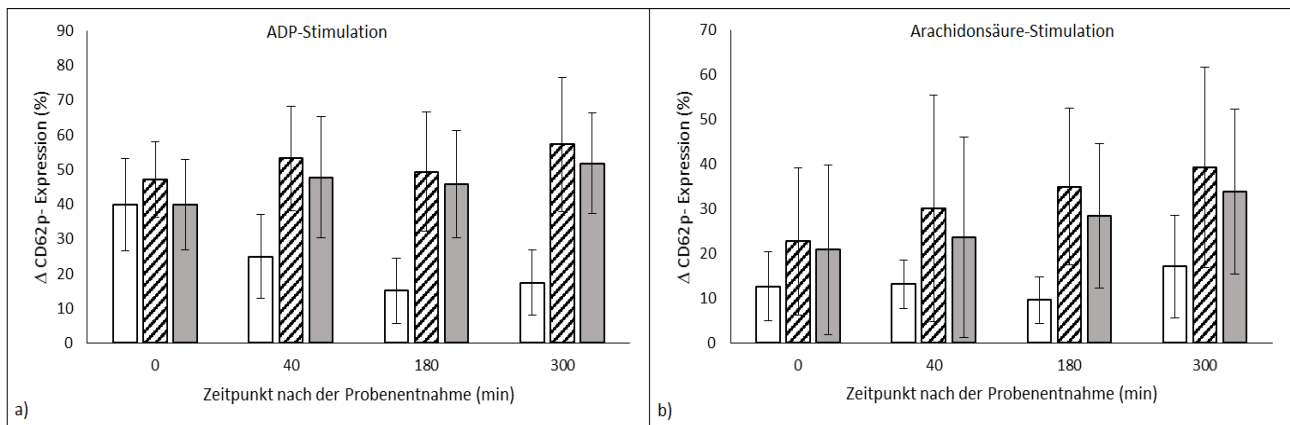 ADP-Stimulation
90
80
70
60
50
40
30
20
10
0
Δ CD62p- Expression (%)
0 40 180 300
Zeitpunkt nach der Probenentnahme (min)
a)
Arachidonsäure-Stimulation
70
60
50
40
30
20
10
0
Δ CD62p- Expression (%)
0 40 180 300
Zeitpunkt nach der Probenentnahme (min)
b)